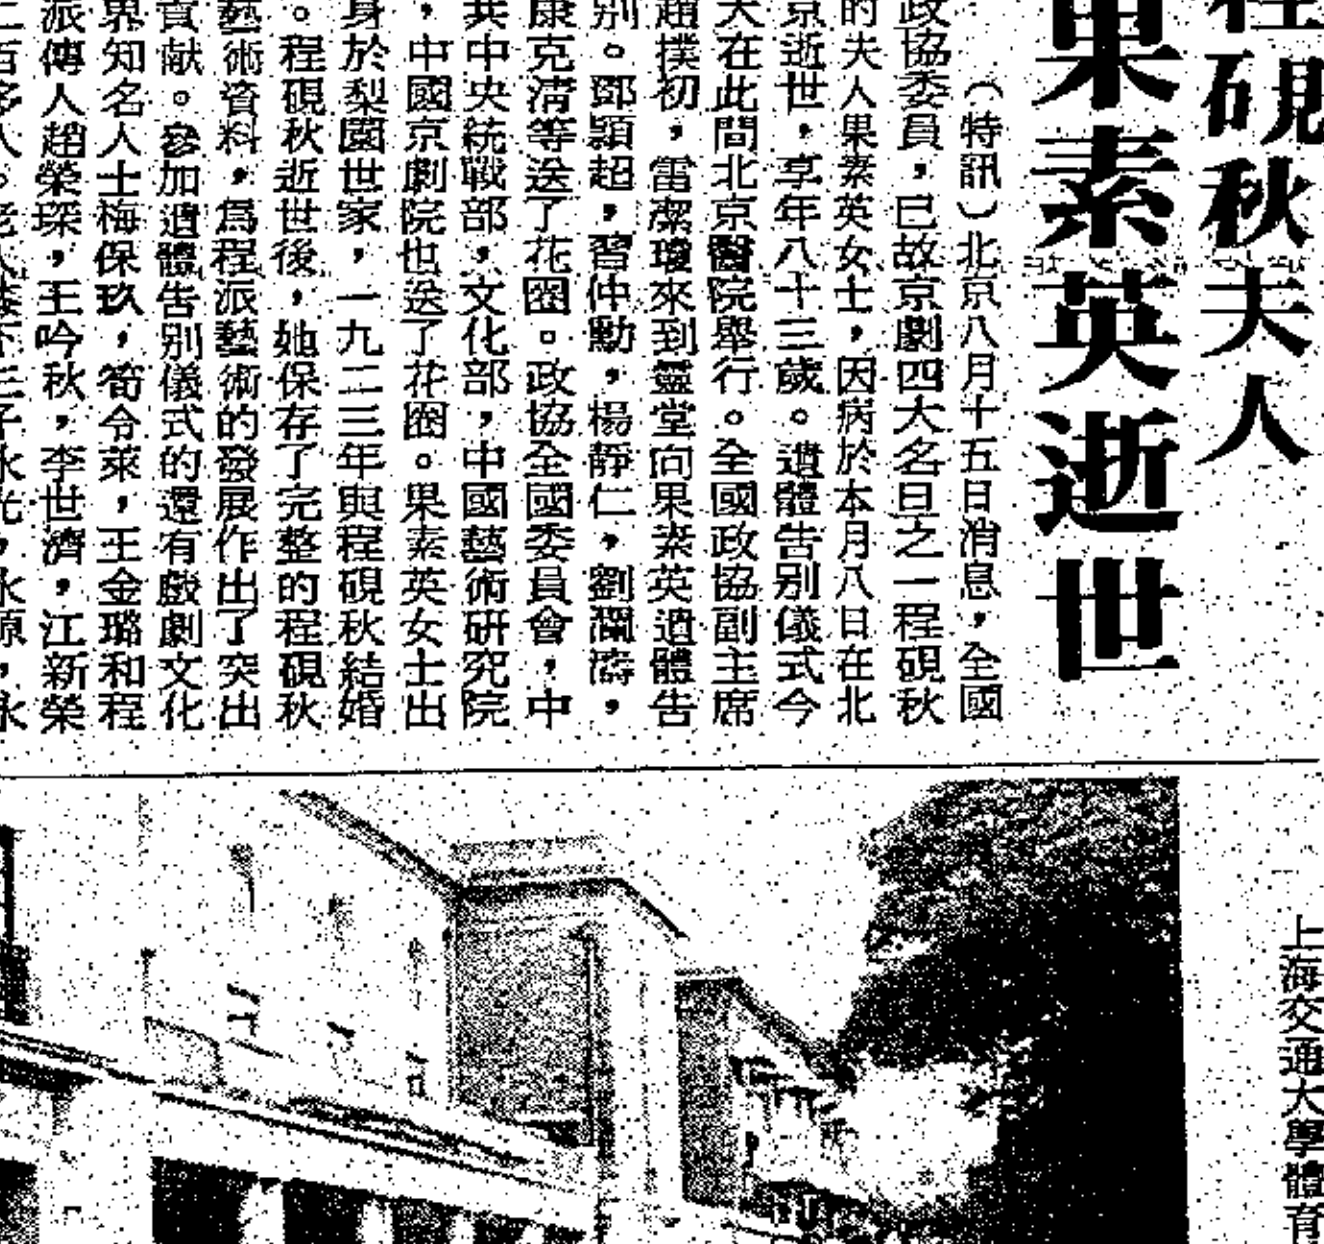 程硯秋夫人
果素英逝世
（特訊）北京八月十五日消息，全國
政協委員，已故京劇四大名旦之一程硯秋
的夫人果素英女士，因病於本月八日在北
京逝世，享年八十三歲。遺體告別儀式今
天在此間北京醫院舉行。全國政協副主席
趙撲初，雷潔瓊來到靈堂向果素英遺體告
別。鄧穎超，習仲勳，楊靜仁，劉瀾濤，
康克清等送了花圈。政協全國委員會，中
共中央統戰部，文化部，中國藝術研究院
，中國京劇院也送了花圈。果素英女士出
身於梨園世家，一九二三年與程硯秋結婚
。程硯秋逝世後，她保存了完整的程硯秋
藝術資料，爲程派藝術的發展作出了突出
貢献。參加遺體告別儀式的還有戲劇文化
界知名人士梅保玖，筍令萊，王金璐和程
派傳人趙榮琛，王吟秋，李世濟，江新榮
上海交通大學體育